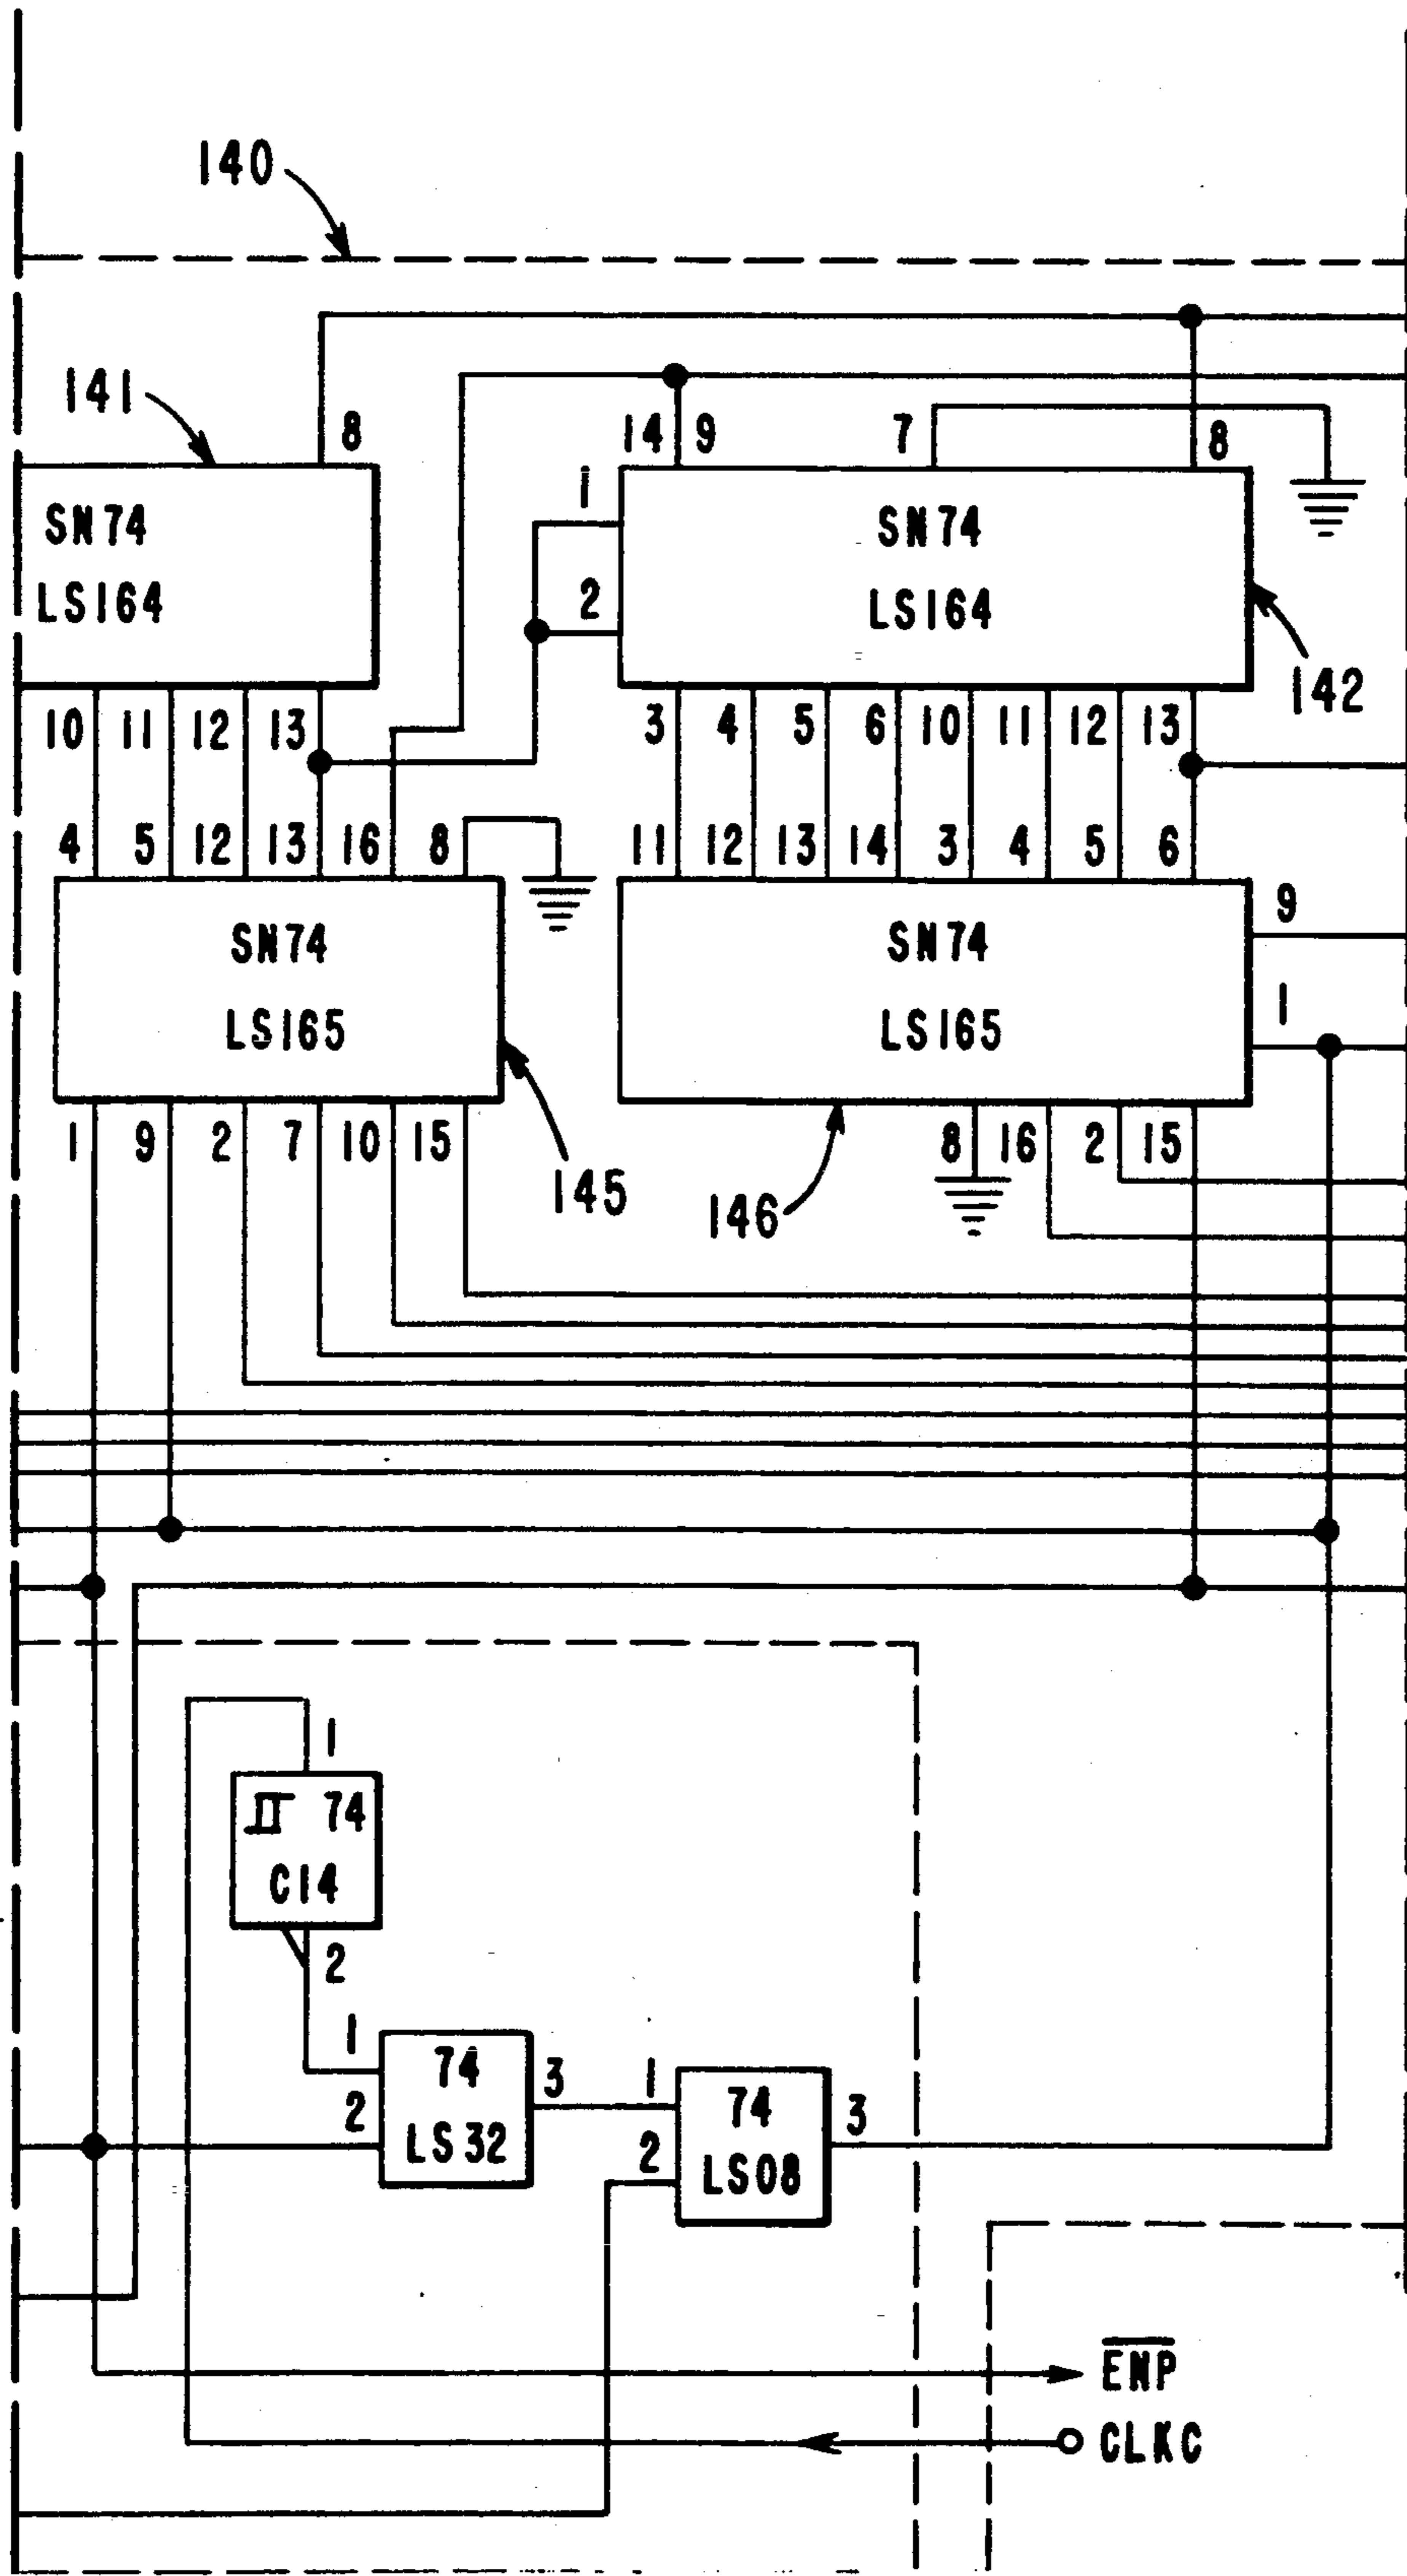 140
141
8
14 9 7 8
1
SN74
LS164
SN74
LS164
2
142
10 11 12 13
3 4 5 6 10 11 12 13
4 5 12 13 16 8
11 12 13 14 3 4 5 6
9
SN74
LS165
SN74
LS165
1
1 9 2 7 10 15
8 16 2 15
145
146
1
74
C14
2
1
74
LS32
2
3
1
74
LS08
2
3
ENP
CLKC